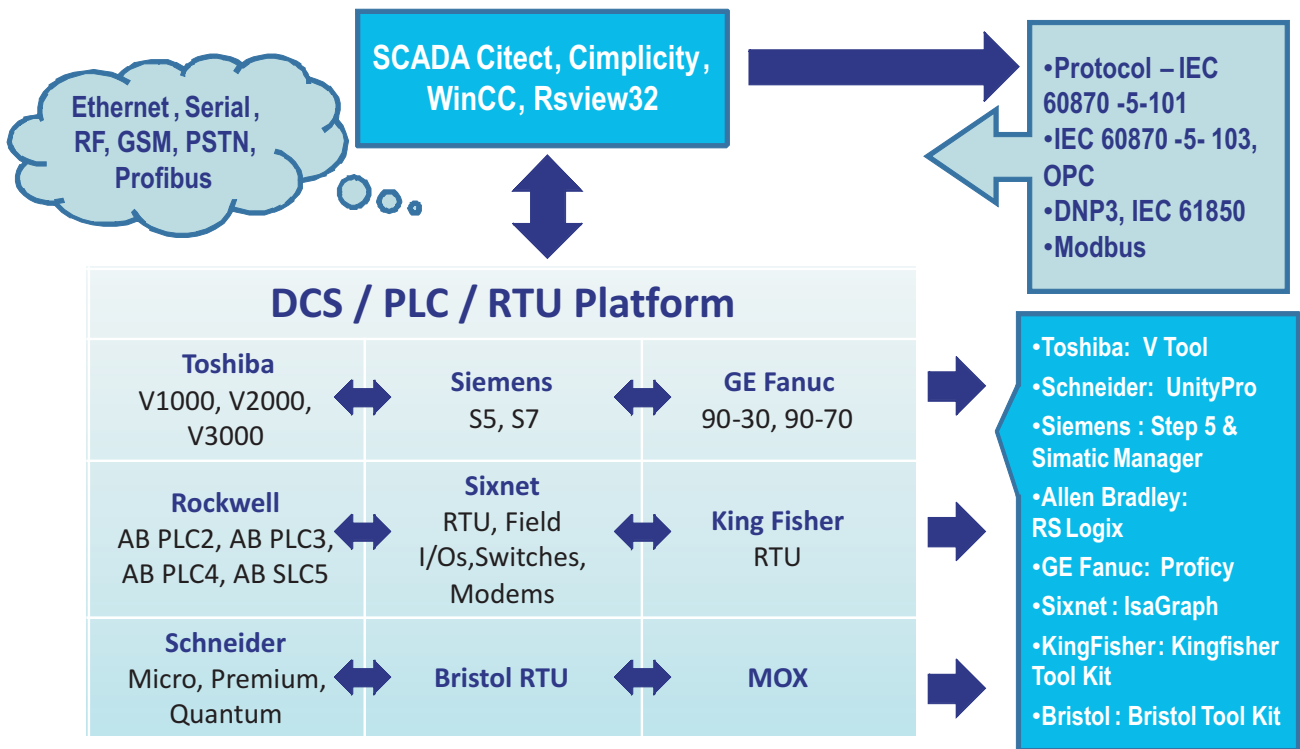 SCADA Citect, Cimplicity,
WinCC, Rsview32
Ethernet, Serial,
RF, GSM, PSTN,
Profibus
•Protocol – IEC
60870 -5-101
•IEC 60870 -5- 103,
OPC
•DNP3, IEC 61850
•Modbus
DCS / PLC / RTU Platform
Toshiba
V1000, V2000,
V3000
Siemens
S5, S7
GE Fanuc
90-30, 90-70
Rockwell
AB PLC2, AB PLC3,
AB PLC4, AB SLC5
Sixnet
RTU, Field
I/Os,Switches,
Modems
King Fisher
RTU
Schneider
Micro, Premium,
Quantum
Bristol RTU
MOX
•Toshiba: V Tool
•Schneider: UnityPro
•Siemens : Step 5 &
Simatic Manager
•Allen Bradley:
RS Logix
•GE Fanuc: Proficy
•Sixnet : IsaGraph
•KingFisher : Kingfisher
Tool Kit
•Bristol : Bristol Tool Kit